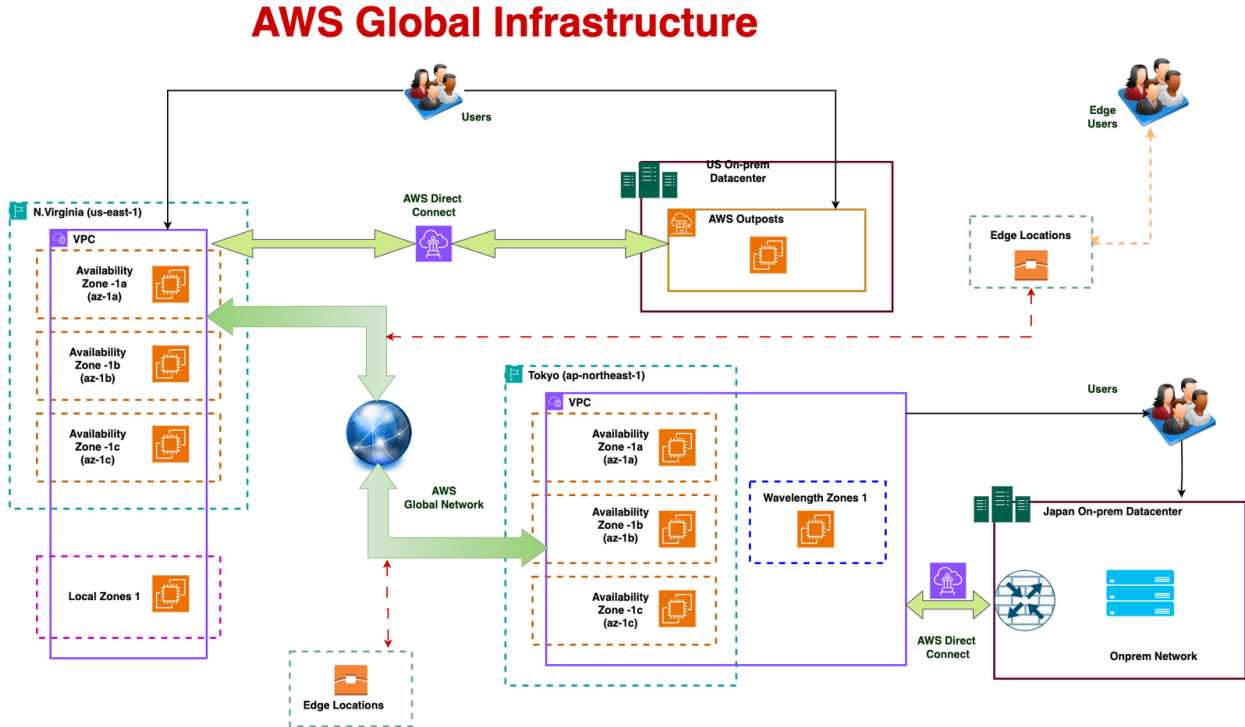 AWS Global Infrastructure
Users
Edge
Users
US On-prem
Datacenter
AWS Direct
Connect
N.Virginia (us-east-1)
VPC
AWS Outposts
Edge Locations
Availability
Zone -1a
(az-1a)
Availability
Zone -1b
(az-1b)
Availability
Zone -1c
(az-1c)
Local Zones 1
Tokyo (ap-northeast-1)
VPC
Users
Availability
Zone -1a
(az-1a)
Availability
Zone -1b
(az-1b)
Availability
Zone -1c
(az-1c)
Wavelength Zones 1
AWS
Global Network
Japan On-prem Datacenter
AWS Direct
Connect
Onprem Network
Edge Locations